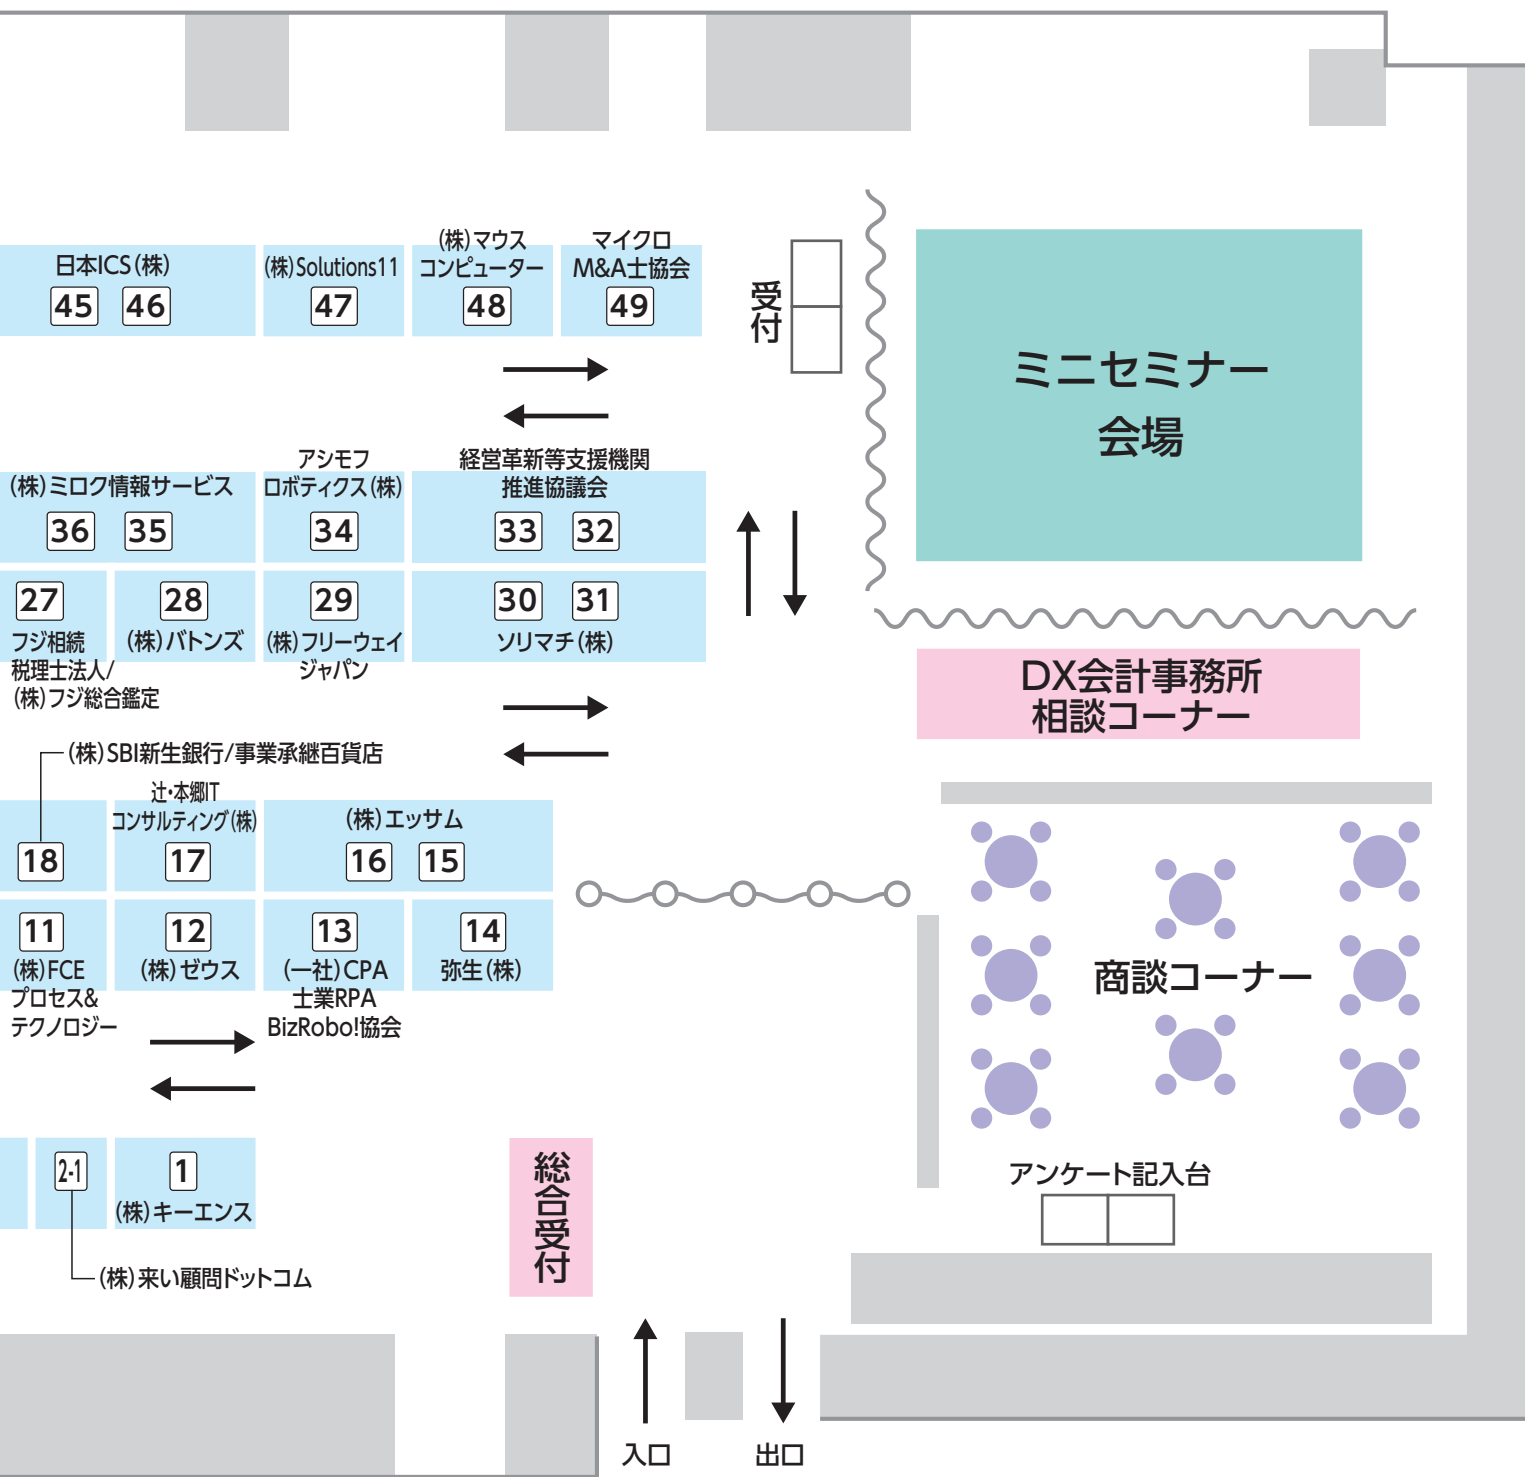 日本ICS(株)
45 46
(株)Solutions11
47
(株)マウス
コンピューター
48
マイクロ
M&A士協会
49
受付
ミニセミナー
会場
(株)ミロク情報サービス
36 35
アシモフ
ロボティクス(株)
34
経営革新等支援機関
推進協議会
33 32
27
フジ相続
税理士法人/
(株)フジ総合鑑定
28
(株)バトンズ
29
(株)フリーウェイ
ジャパン
30 31
ソリマチ(株)
DX会計事務所
相談コーナー
(株)SBI新生銀行/事業承継百貨店
18
辻・本郷IT
コンサルティング(株)
17
(株)エッサム
16 15
11
(株)FCE
プロセス&
テクノロジー
12
(株)ゼウス
13
(一社)CPA
士業RPA
BizRobo!協会
14
弥生(株)
商談コーナー
2-1
(株)来い顧問ドットコム
1
(株)キーエンス
総合受付
アンケート記入台
入口
出口